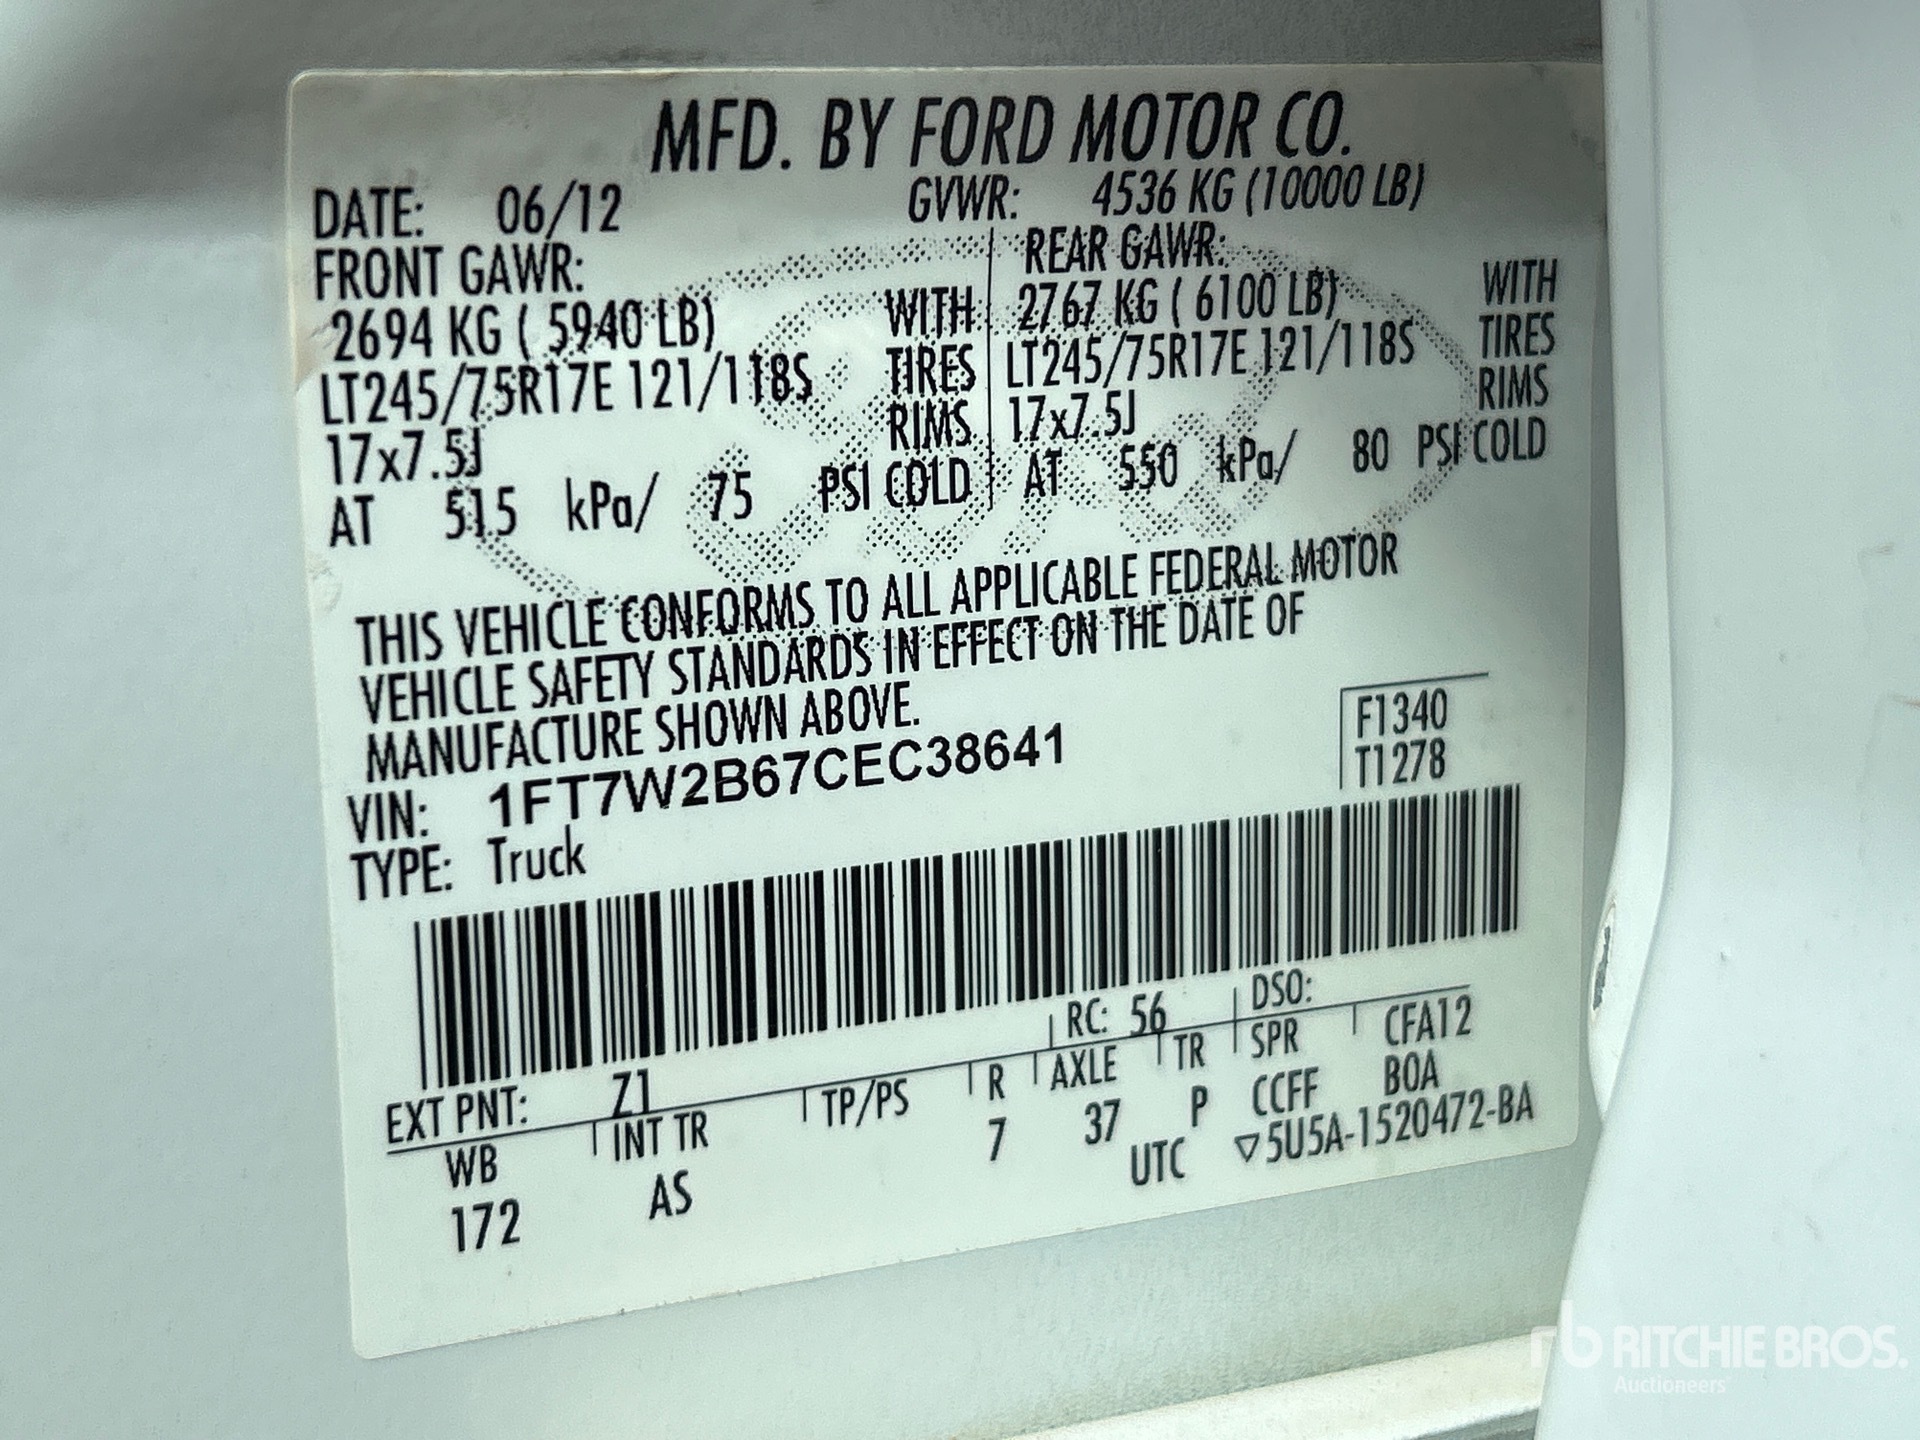 MFD. BY FORD MOTOR CO.
DATE: 06/12 GVWR: 4536 KG (10000 LB)
FRONT GAWR:
2694 KG ( 5940 LB) WITH
LT245/75R17E 121/118S TIRES
17x7.5J RIMS
AT 515 kPa/ 75 PSI COLD
REAR GAWR:
2767 KG ( 6100 LB) WITH
LT245/75R17E 121/118S TIRES
17x7.5J RIMS
AT 550 kPa/ 80 PSI COLD
THIS VEHICLE CONFORMS TO ALL APPLICABLE FEDERAL MOTOR
VEHICLE SAFETY STANDARDS IN EFFECT ON THE DATE OF
MANUFACTURE SHOWN ABOVE.
VIN: 1FT7W2B67CEC38641
TYPE: Truck
F1340
T1278
EXT PNT: Z1 RC: 56 DSO:
WB INT TR TP/PS R AXLE TR SPR CFA12
172 AS 7 37 P CCFF BOA
UTC ▽5U5A-1520472-BA
rb RITCHIE BROS.
Auctioneers